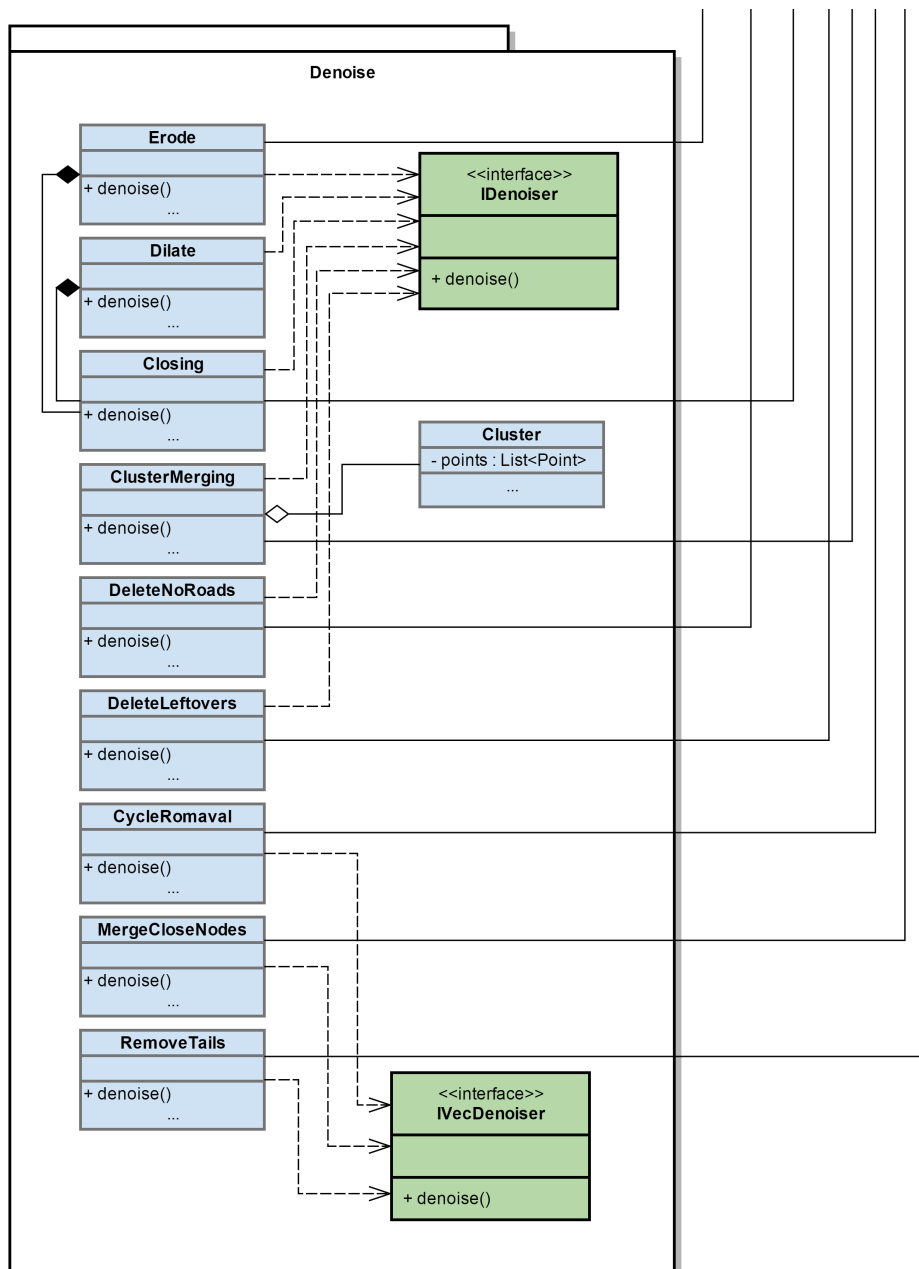 Denoise
Erode
+ denoise()
...
<<interface>>
IDenoiser
+ denoise()
Dilate
+ denoise()
...
Closing
+ denoise()
...
Cluster
- points : List<Point>
...
ClusterMerging
+ denoise()
...
DeleteNoRoads
+ denoise()
...
DeleteLeftovers
+ denoise()
...
CycleRomaval
+ denoise()
...
MergeCloseNodes
+ denoise()
...
RemoveTails
+ denoise()
...
<<interface>>
IVecDenoiser
+ denoise()